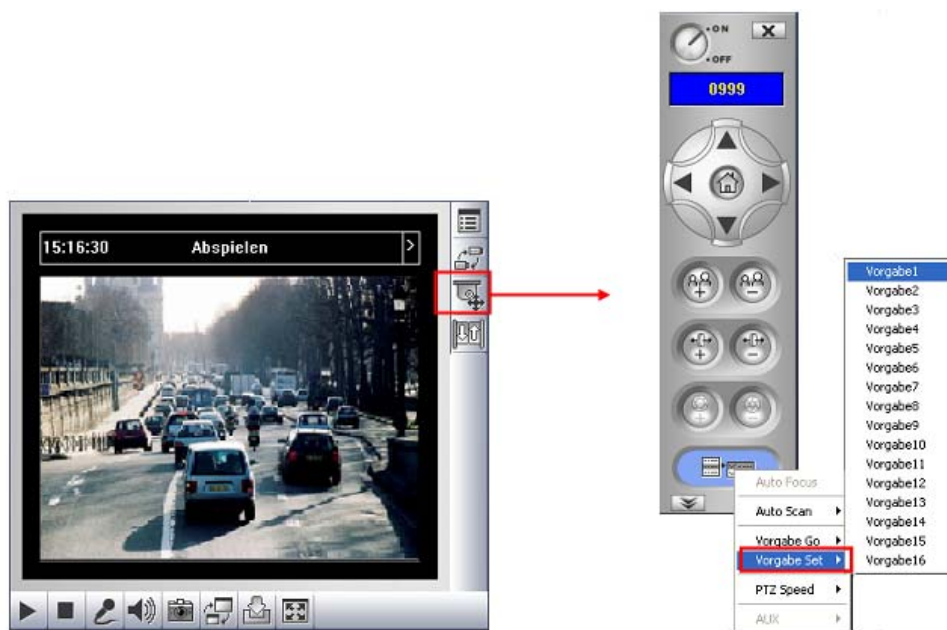 15:16:30 Abspielen >
ON
OFF
0999
Auto Focus
Auto Scan
Vorgabe Go
Vorgabe Set
PTZ Speed
AUX
Vorgabe1
Vorgabe2
Vorgabe3
Vorgabe4
Vorgabe5
Vorgabe6
Vorgabe7
Vorgabe8
Vorgabe9
Vorgabe10
Vorgabe11
Vorgabe12
Vorgabe13
Vorgabe14
Vorgabe15
Vorgabe16